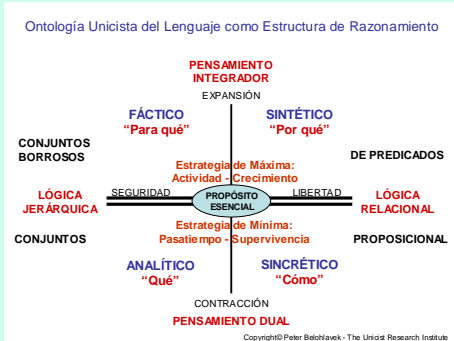 Ontología Unicista del Lenguaje como Estructura de Razonamiento
PENSAMIENTO
INTEGRADOR
EXPANSIÓN
FÁCTICO
“Para qué”
SINTÉTICO
“Por qué”
CONJUNTOS
BORROSOS
DE PREDICADOS
Estrategia de Máxima:
Actividad - Crecimiento
LÓGICA
JERÁRQUICA
SEGURIDAD
PROPÓSITO
ESENCIAL
LIBERTAD
LÓGICA
RELACIONAL
Estrategia de Mínima:
Pasatiempo - Supervivencia
CONJUNTOS
PROPOSICIONAL
ANALÍTICO
“Qué”
SINCRÉTICO
“Cómo”
CONTRACCIÓN
PENSAMIENTO DUAL
Copyright© Peter Belohlavek - The Unicist Research Institute